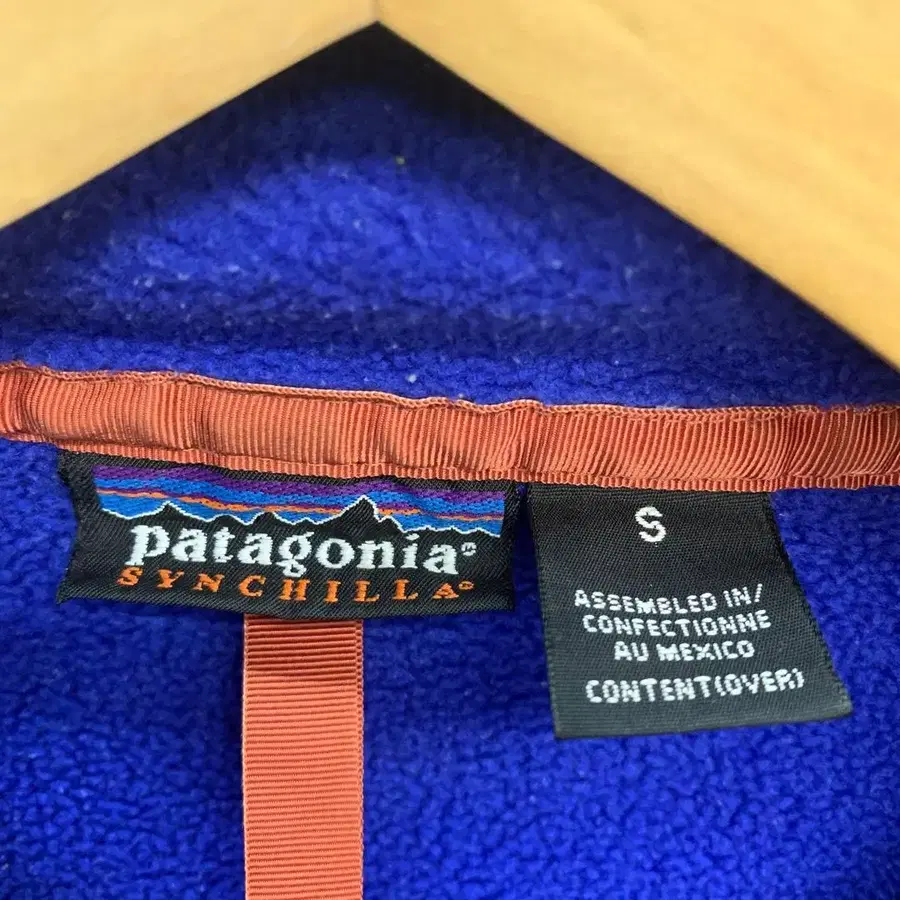 patagonia®
SYNCHILLA®
S
ASSEMBLED IN/
CONFECTIONNE
AU MEXICO
CONTENT(OVER)